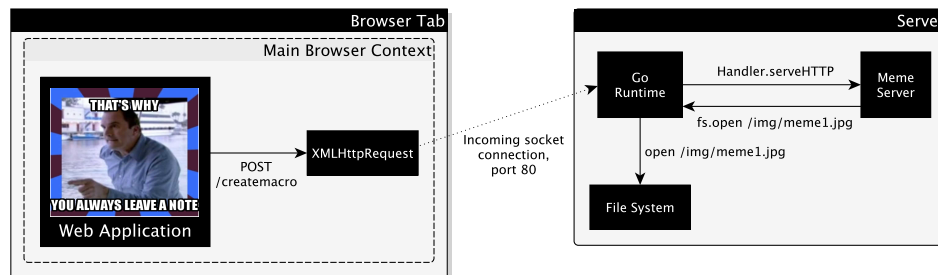 Browser Tab
Main Browser Context
THAT'S WHY
YOU ALWAYS LEAVE A NOTE
Web Application
POST
/createmacro
XMLHttpRequest
Incoming socket
connection,
port 80
Serve
Go
Runtime
Handler.serveHTTP
Meme
Server
fs.open /img/meme1.jpg
open /img/meme1.jpg
File System